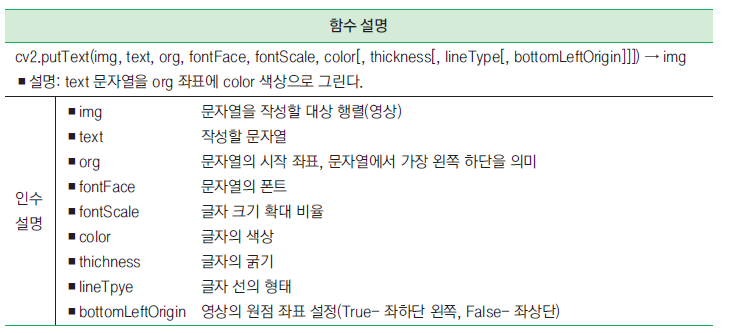 함수 설명
cv2.putText(img, text, org, fontFace, fontScale, color[, thickness[, lineType[, bottomLeftOrigin]]]) → img
■ 설명: text 문자열을 org 좌표에 color 색상으로 그린다.
인수 설명
■ img 문자열을 작성할 대상 행렬(영상)
■ text 작성할 문자열
■ org 문자열의 시작 좌표, 문자열에서 가장 왼쪽 하단을 의미
■ fontFace 문자열의 폰트
■ fontScale 글자 크기 확대 비율
■ color 글자의 색상
■ thichness 글자의 굵기
■ lineTpye 글자 선의 형태
■ bottomLeftOrigin 영상의 원점 좌표 설정(True- 좌하단 왼쪽, False- 좌상단)